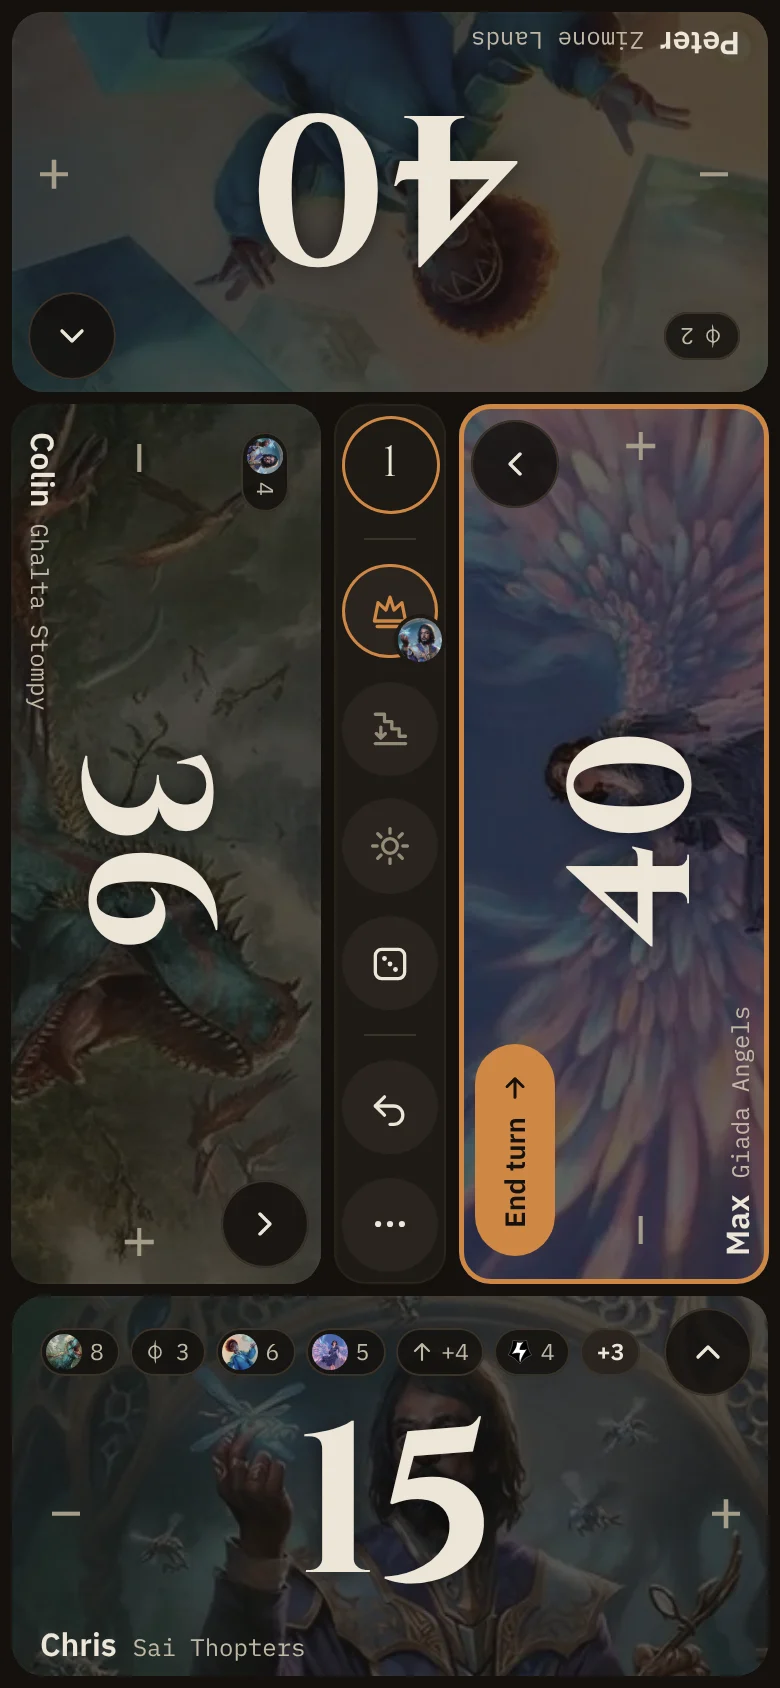 Peter Zimone Lands
40
2
Colin Ghalta Stompy
4
36
1
40
End turn
Max Giada Angels
8
3
6
5
+4
4
+3
15
Chris Sai Thopters